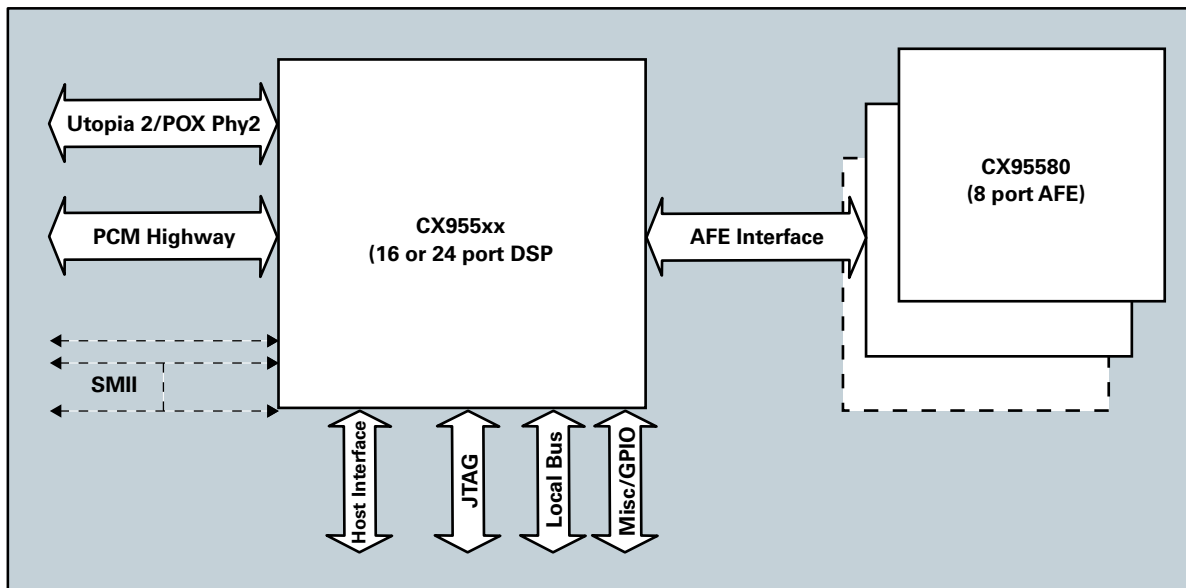 Utopia 2/POX Phy2
PCM Highway
SMII
CX955xx
(16 or 24 port DSP
AFE Interface
CX95580
(8 port AFE)
Host Interface
JTAG
Local Bus
Misc/GPIO